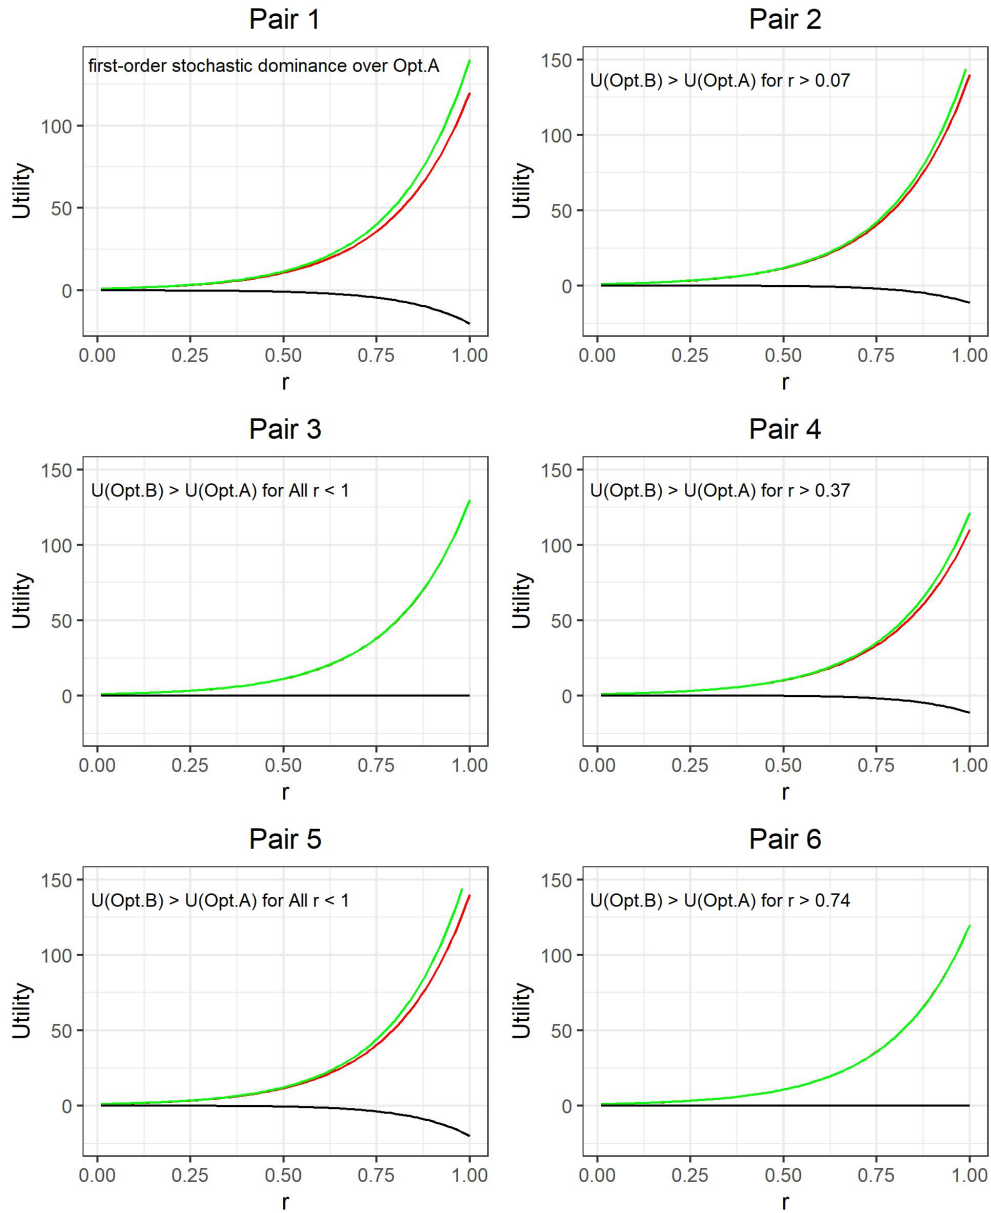 Pair 1
first-order stochastic dominance over Opt.A
100
50
0
0.00 0.25 0.50 0.75 1.00
Utility
r
Pair 2
U(Opt.B) > U(Opt.A) for r > 0.07
150
100
50
0
0.00 0.25 0.50 0.75 1.00
Utility
r
Pair 3
U(Opt.B) > U(Opt.A) for All r < 1
150
100
50
0
0.00 0.25 0.50 0.75 1.00
Utility
r
Pair 4
U(Opt.B) > U(Opt.A) for r > 0.37
150
100
50
0
0.00 0.25 0.50 0.75 1.00
Utility
r
Pair 5
U(Opt.B) > U(Opt.A) for All r < 1
150
100
50
0
0.00 0.25 0.50 0.75 1.00
Utility
r
Pair 6
U(Opt.B) > U(Opt.A) for r > 0.74
150
100
50
0
0.00 0.25 0.50 0.75 1.00
Utility
r